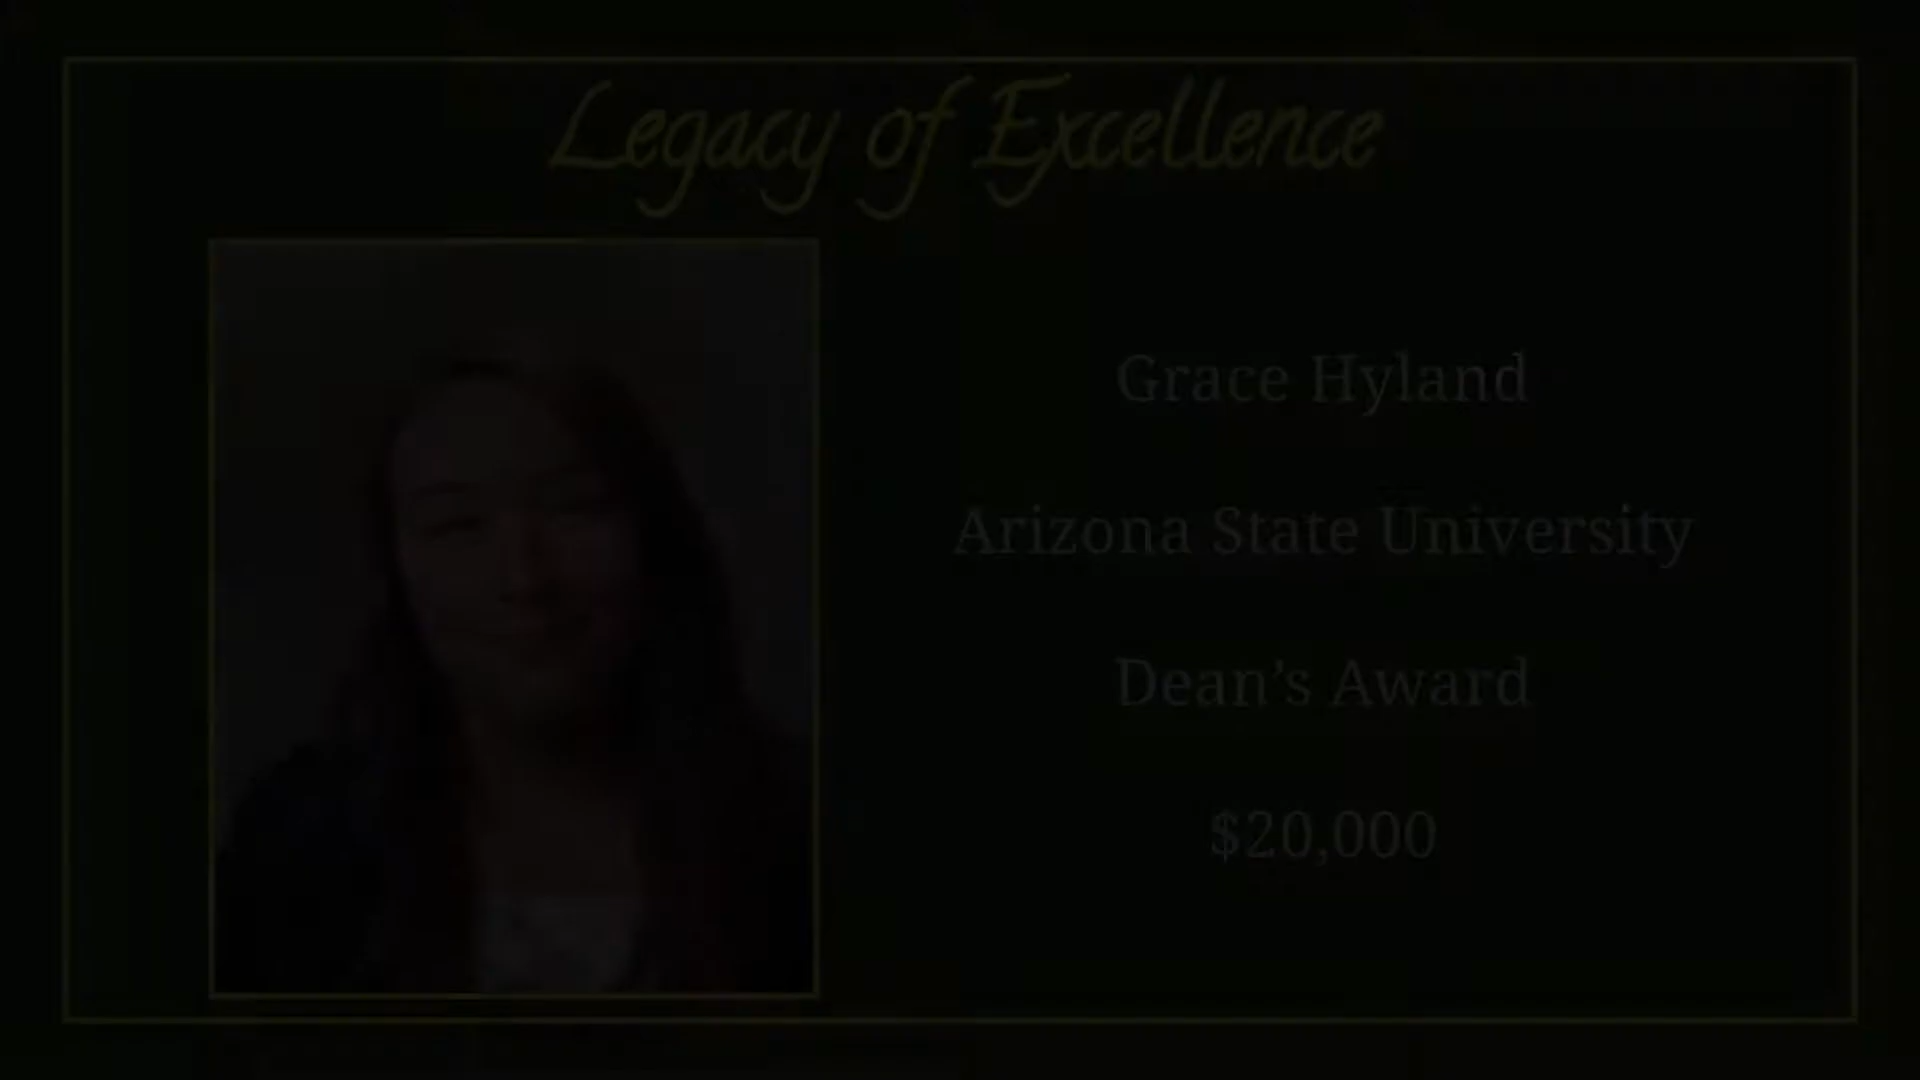 Legacy of Excellence
Grace Hyland
Arizona State University
Dean's Award
$20,000